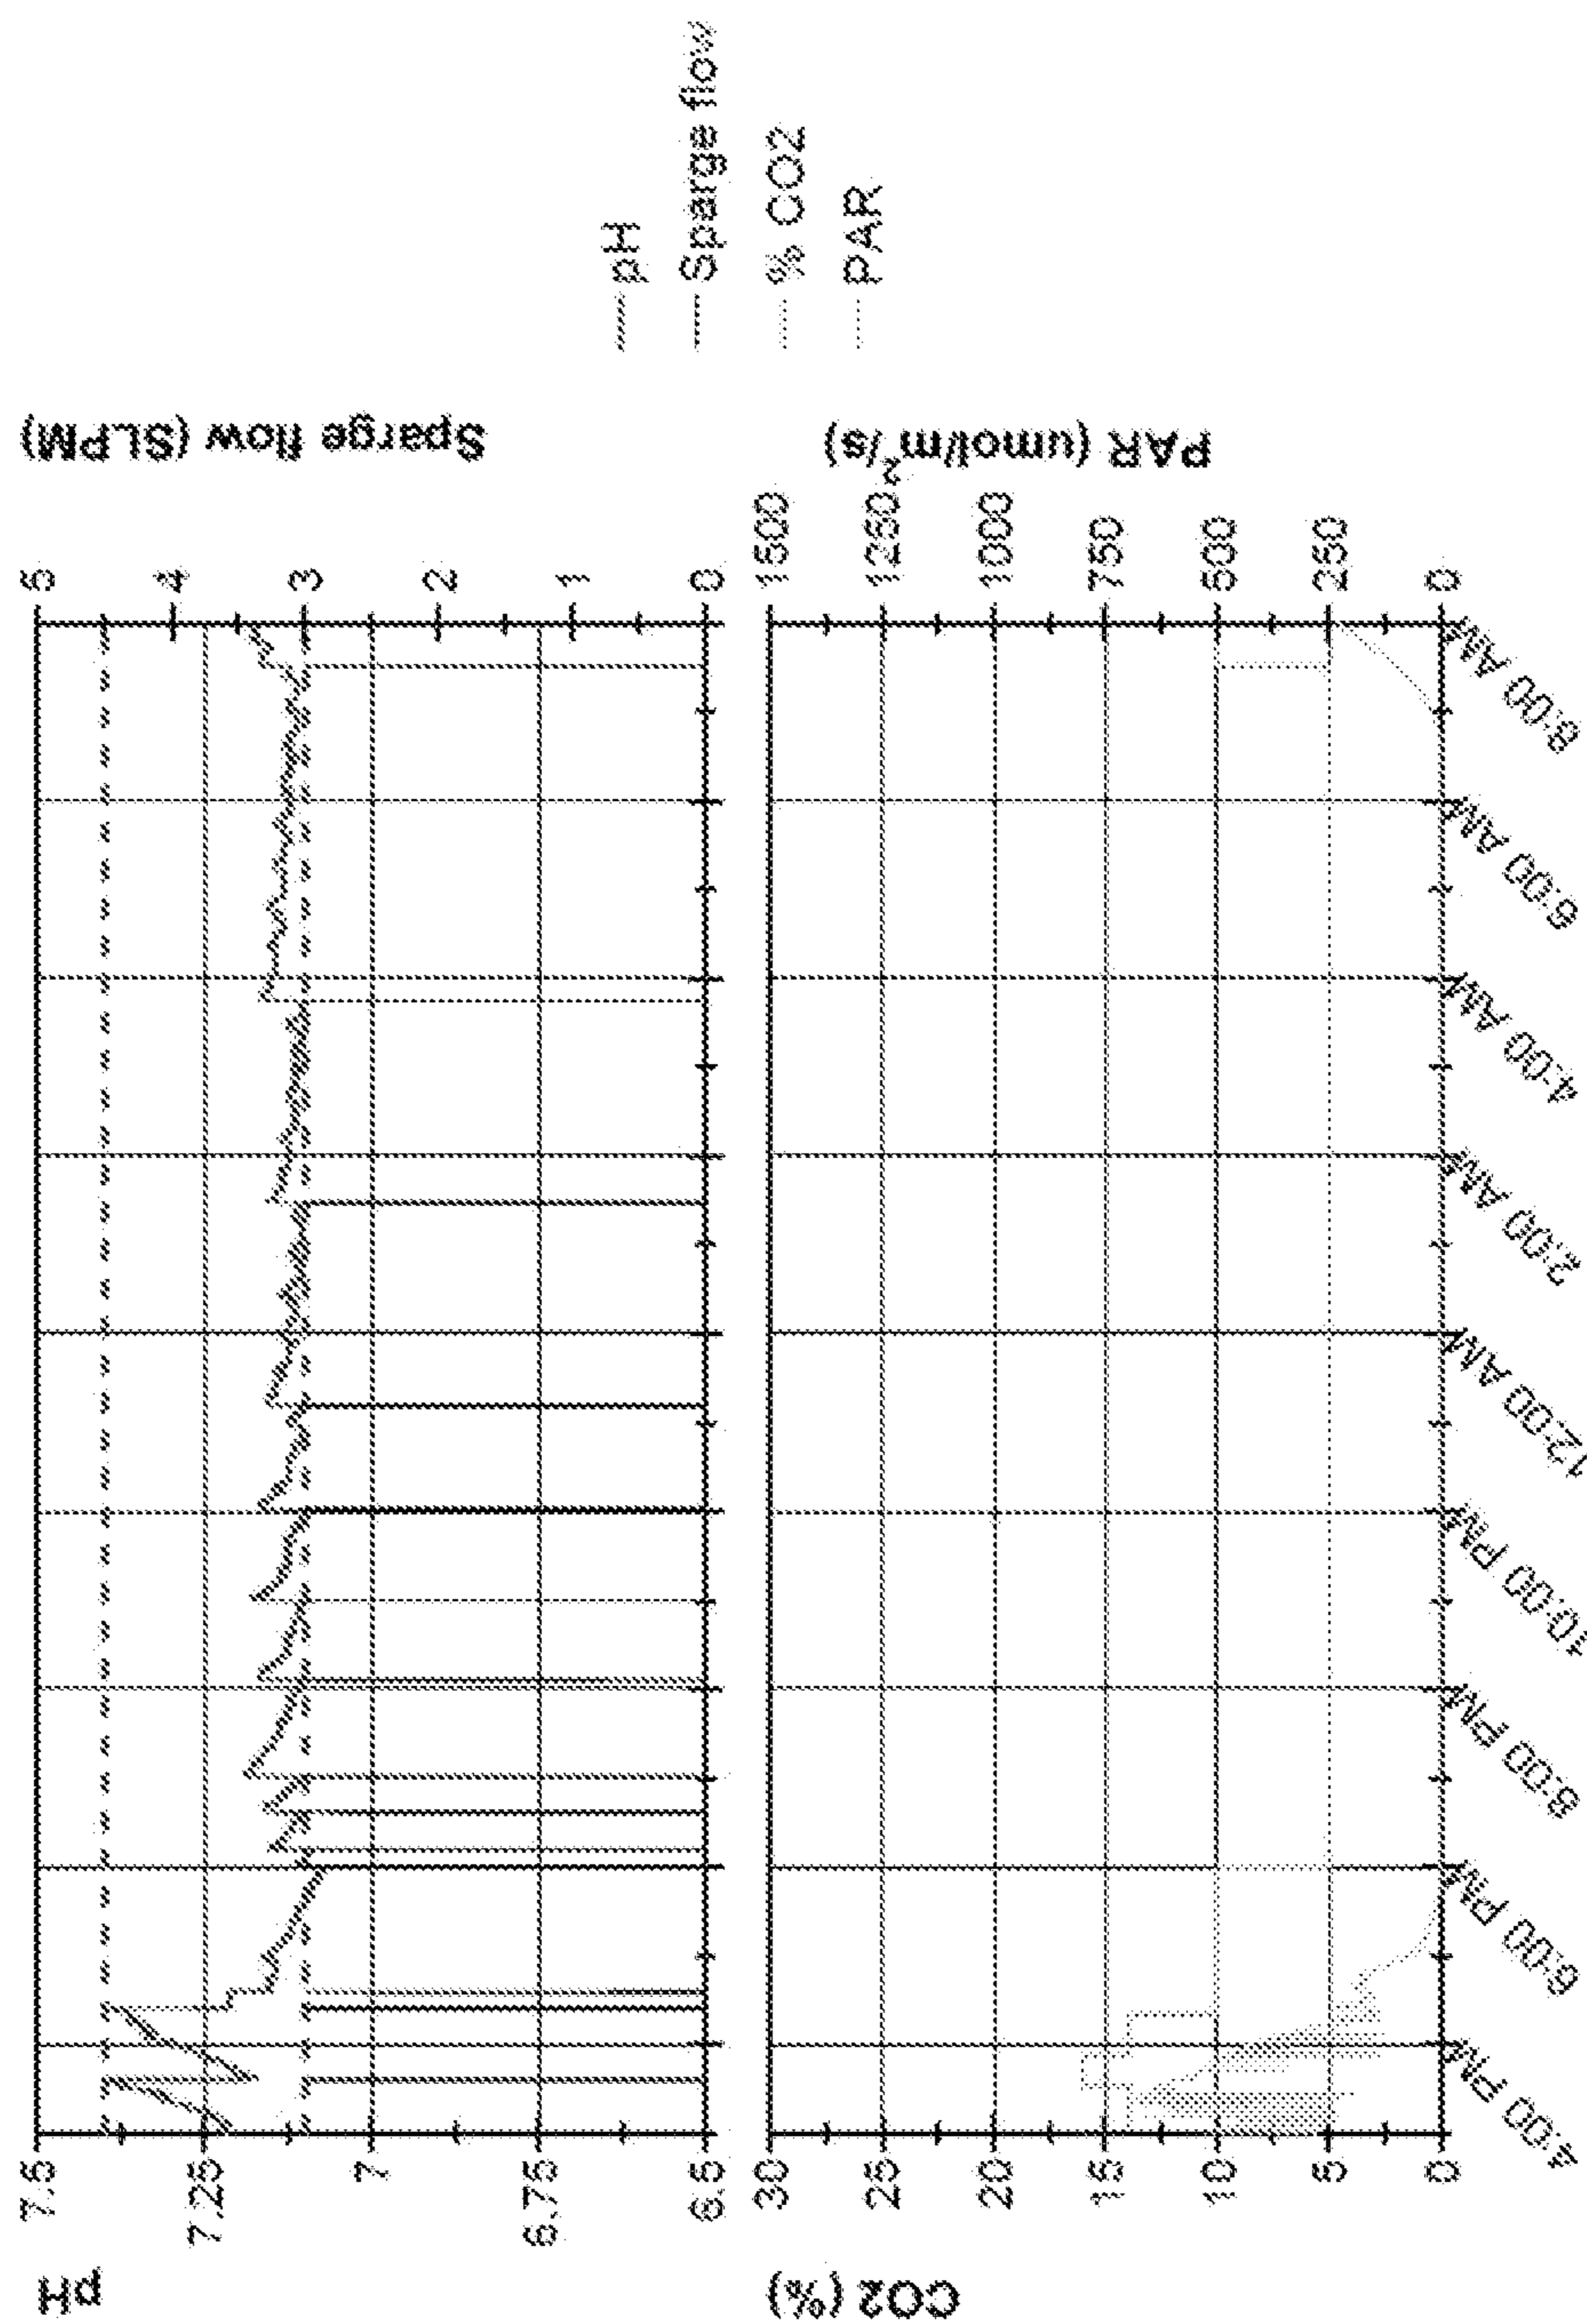 pH
7.5
7.25
7
6.75
6.5
Sparge flow (SLPM)
5
4
3
2
1
0
CO2 (%)
30
25
20
15
10
5
0
PAR (umol/m²/s)
1500
1250
1000
750
500
250
0
4:00 PM
6:00 PM
8:00 PM
10:00 PM
12:00 AM
2:00 AM
4:00 AM
6:00 AM
8:00 AM
pH
Sparge flow
% CO2
PAR